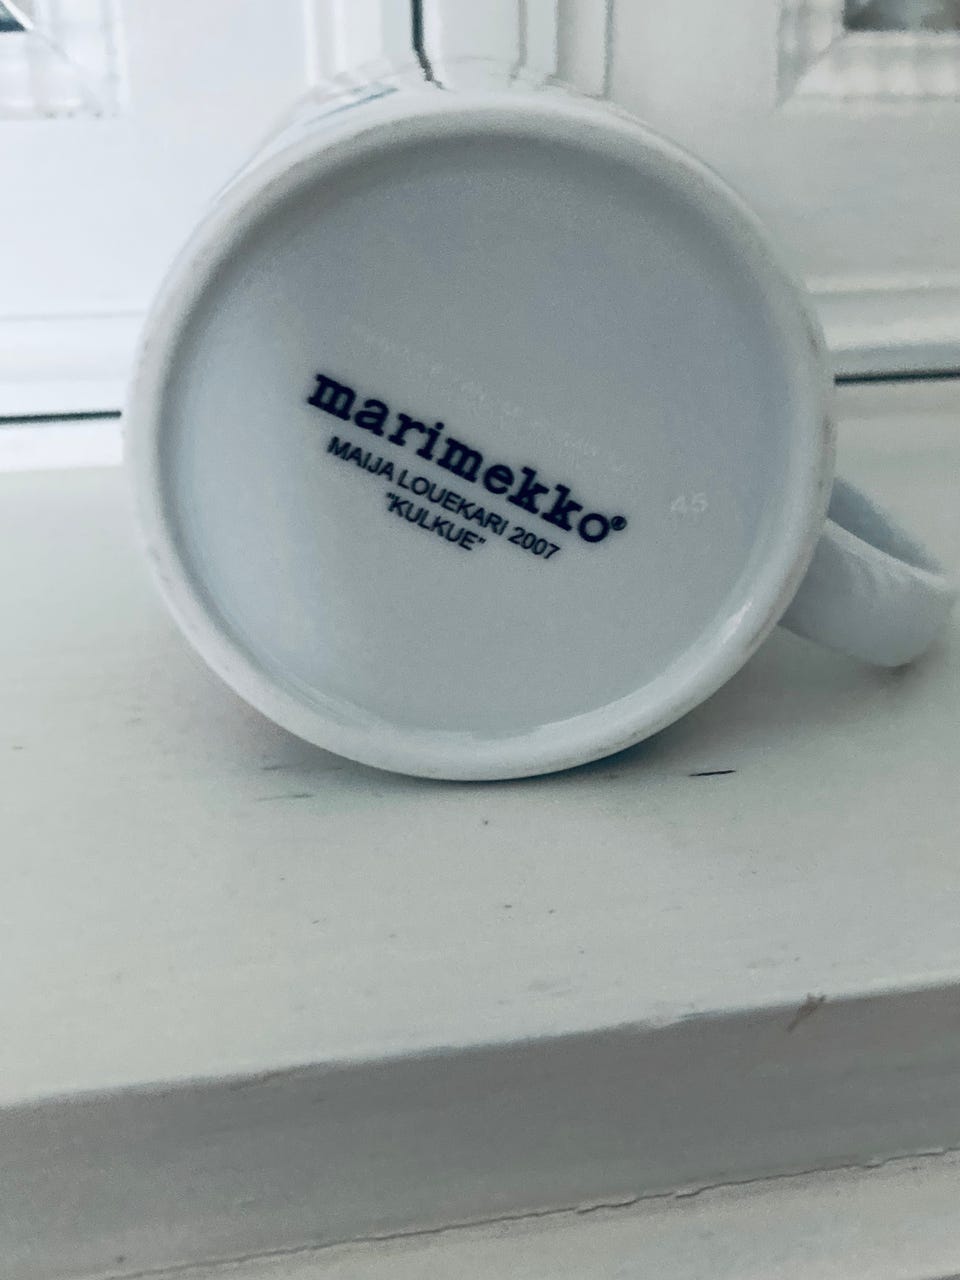 marimekko®
MAIJA LOUEKARI 2007
"KULKUE"
45